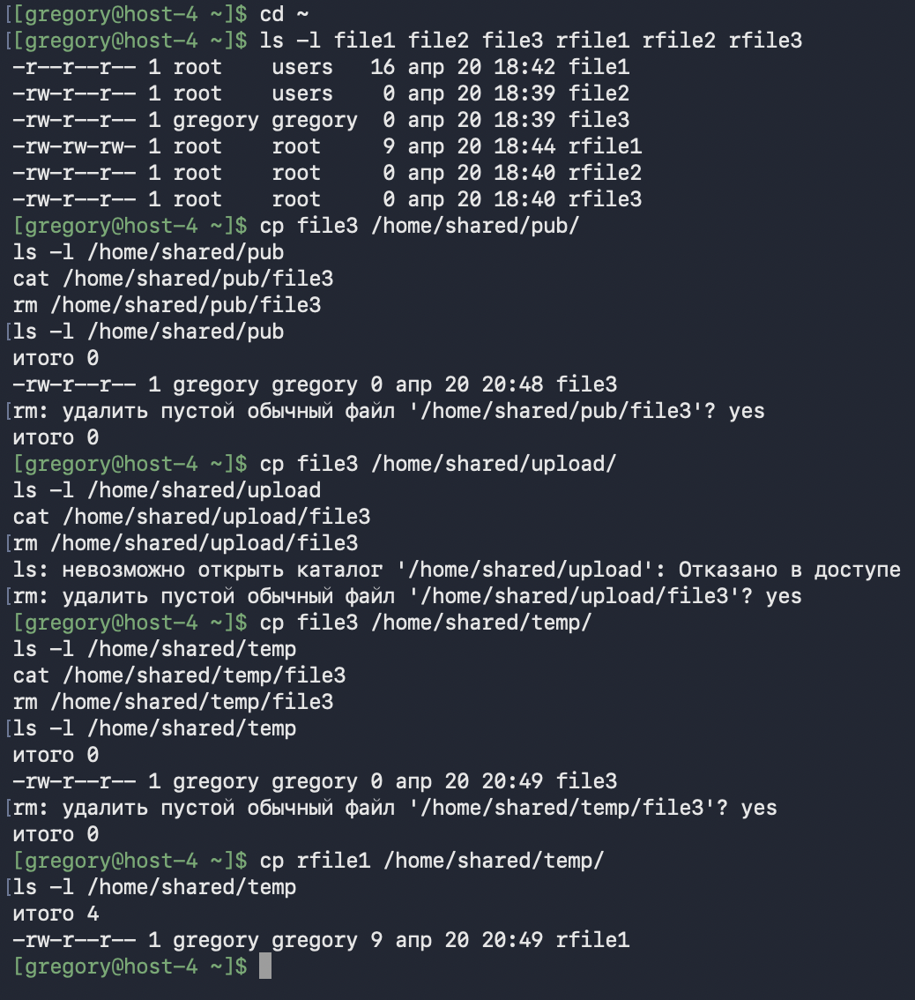 [[gregory@host-4 ~]$ cd ~
[[gregory@host-4 ~]$ ls -l file1 file2 file3 rfile1 rfile2 rfile3
-r--r--r-- 1 root    users   16 апр 20 18:42 file1
-rw-r--r-- 1 root    users    0 апр 20 18:39 file2
-rw-r--r-- 1 gregory gregory  0 апр 20 18:39 file3
-rw-rw-rw- 1 root    root     9 апр 20 18:44 rfile1
-rw-r--r-- 1 root    root     0 апр 20 18:40 rfile2
-rw-r--r-- 1 root    root     0 апр 20 18:40 rfile3
[gregory@host-4 ~]$ cp file3 /home/shared/pub/
ls -l /home/shared/pub
cat /home/shared/pub/file3
rm /home/shared/pub/file3
[ls -l /home/shared/pub
итого 0
-rw-r--r-- 1 gregory gregory 0 апр 20 20:48 file3
[rm: удалить пустой обычный файл '/home/shared/pub/file3'? yes
итого 0
[gregory@host-4 ~]$ cp file3 /home/shared/upload/
ls -l /home/shared/upload
cat /home/shared/upload/file3
[rm /home/shared/upload/file3
ls: невозможно открыть каталог '/home/shared/upload': Отказано в доступе
[rm: удалить пустой обычный файл '/home/shared/upload/file3'? yes
[gregory@host-4 ~]$ cp file3 /home/shared/temp/
ls -l /home/shared/temp
cat /home/shared/temp/file3
rm /home/shared/temp/file3
[ls -l /home/shared/temp
итого 0
-rw-r--r-- 1 gregory gregory 0 апр 20 20:49 file3
[rm: удалить пустой обычный файл '/home/shared/temp/file3'? yes
итого 0
[gregory@host-4 ~]$ cp rfile1 /home/shared/temp/
[ls -l /home/shared/temp
итого 4
-rw-r--r-- 1 gregory gregory 9 апр 20 20:49 rfile1
[gregory@host-4 ~]$